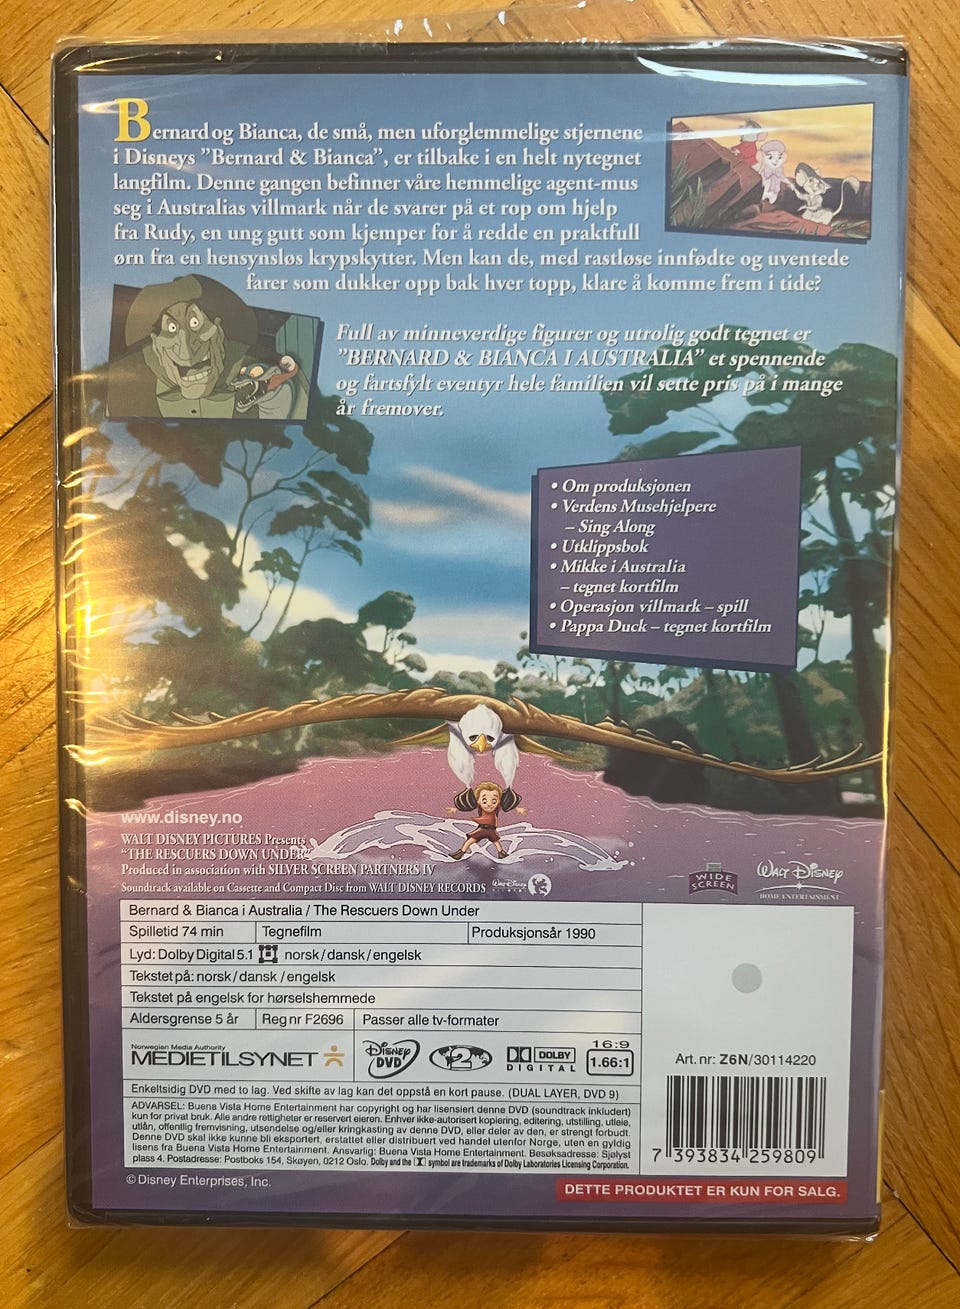 Bernard og Bianca, de små, men uforglemmelige stjernene
i Disneys ”Bernard & Bianca”, er tilbake i en helt nytegnet
langfilm. Denne gangen befinner våre hemmelige agent-mus
seg i Australias villmark når de svarer på et rop om hjelp
fra Rudy, en ung gutt som kjemper for å redde en praktfull
ørn fra en hensynsløs krypskytter. Men kan de, med rastløse innfødte og uventede
farer som dukker opp bak hver topp, klare å komme frem i tide?
Full av minneverdige figurer og utrolig godt tegnet er
”BERNARD & BIANCA I AUSTRALIA” et spennende
og fartsfylt eventyr hele familien vil sette pris på i mange
år fremover.
• Om produksjonen
• Verdens Musehjelpere
– Sing Along
• Utklippsbok
• Mikke i Australia
– tegnet kortfilm
• Operasjon villmark – spill
• Pappa Duck – tegnet kortfilm
www.disney.no
WALT DISNEY PICTURES Presents
“THE RESCUERS DOWN UNDER”
Produced in association with SILVER SCREEN PARTNERS IV
Soundtrack available on Cassette and Compact Disc from WALT DISNEY RECORDS
WIDE
SCREEN
WALT DISNEY
HOME ENTERTAINMENT
Bernard & Bianca i Australia / The Rescuers Down Under
Spilletid 74 min Tegnefilm Produksjonsår 1990
Lyd: Dolby Digital 5.1 norsk/dansk/engelsk
Tekstet på: norsk/dansk/engelsk
Tekstet på engelsk for hørselshemmede
Aldersgrense 5 år Reg nr F2696 Passer alle tv-formater
Norwegian Media Authority
MEDIETILSYNET
DISNEY
DVD
2
DOLBY
DIGITAL
16:9
1.66:1
Enkeltsidig DVD med to lag. Ved skifte av lag kan det oppstå en kort pause. (DUAL LAYER, DVD 9)
ADVARSEL: Buena Vista Home Entertainment har copyright og har lisensiert denne DVD (soundtrack inkludert)
kun for privat bruk. Alle andre rettigheter er reservert eieren. Enhver ikke-autorisert kopiering, editering, utstilling, utleie,
utlån, offentlig fremvisning, utsendelse og/eller kringkasting av denne DVD, eller deler av den, er strengt forbudt.
Denne DVD skal ikke kunne bli eksportert, erstattet eller distribuert ved handel utenfor Norge, uten en gyldig
lisens fra Buena Vista Home Entertainment. Ansvarlig: Buena Vista Home Entertainment. Besøksadresse: Sjølyst
plass 4. Postadresse: Postboks 154, Skøyen, 0212 Oslo. Dolby and the symbol are trademarks of Dolby Laboratories Licensing Corporation.
© Disney Enterprises, Inc.
Art. nr: Z6N/30114220
7 393834 259809
DETTE PRODUKTET ER KUN FOR SALG.